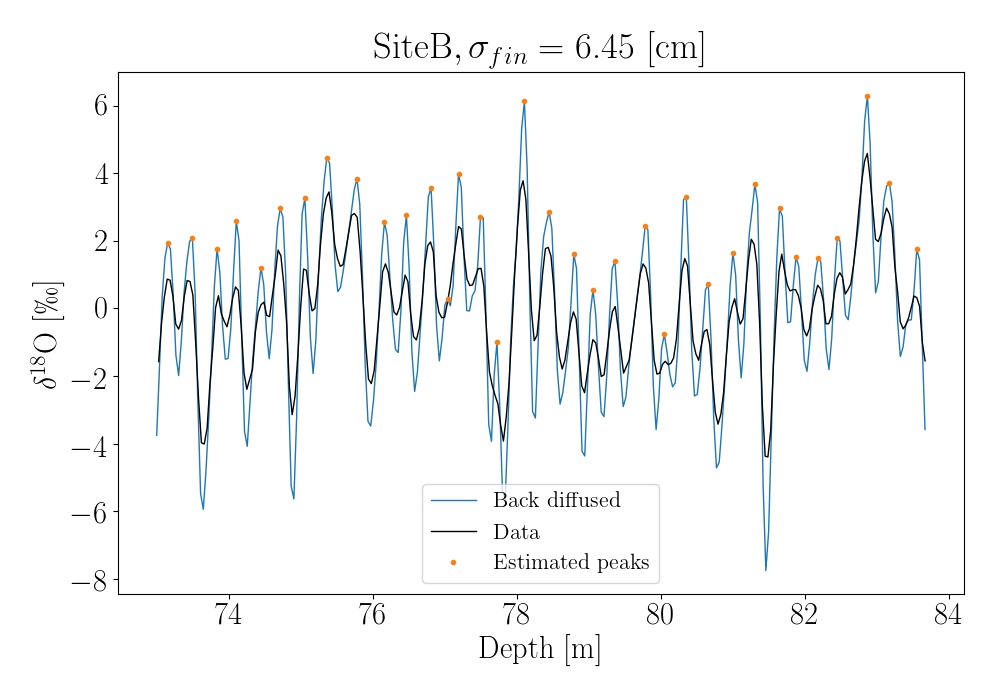 SiteB, σ_fin = 6.45 [cm]
δ¹⁸O [‰]
6
4
2
0
−2
−4
−6
−8
Back diffused
Data
Estimated peaks
74 76 78 80 82 84
Depth [m]